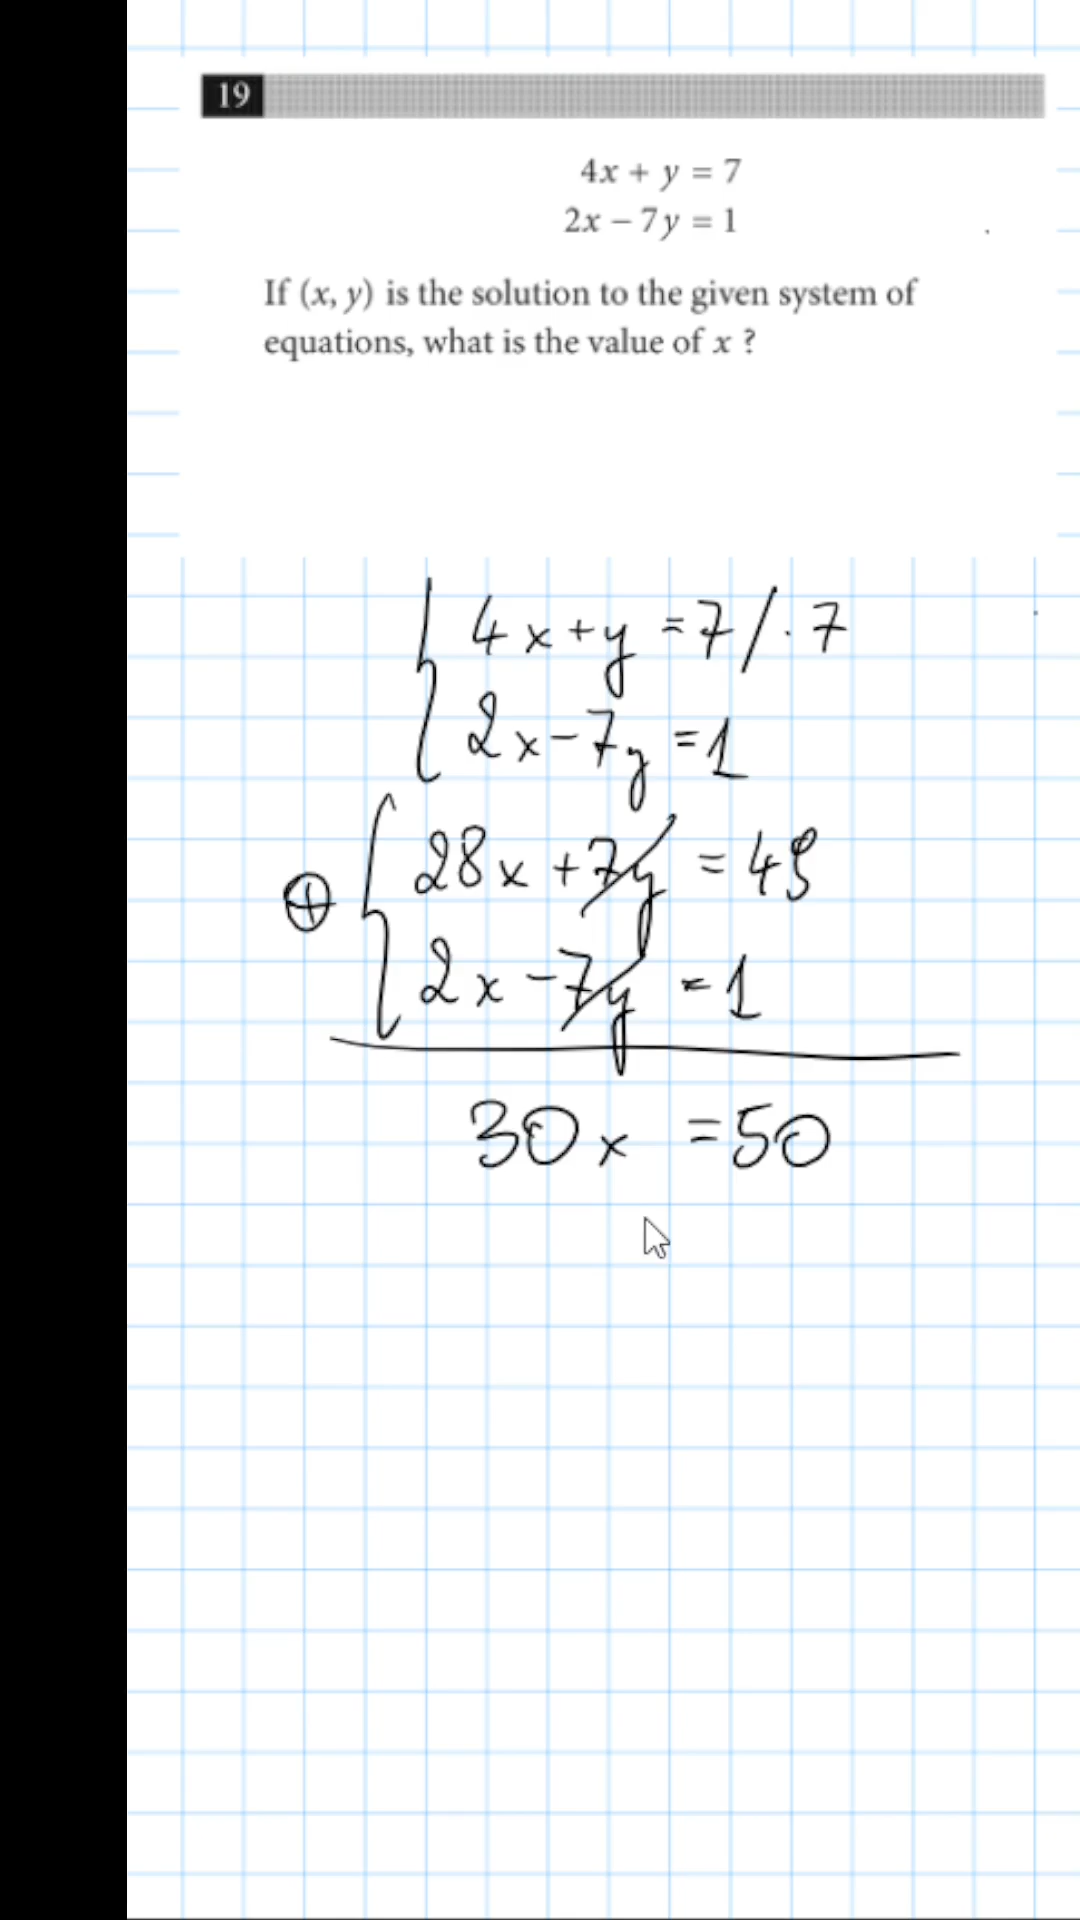 19
4x + y = 7
2x − 7y = 1
If (x, y) is the solution to the given system of
equations, what is the value of x ?
4x+y =7/·7
2x−7y =1
28x +7y = 49
⊕
2x −7y =1
30x =50